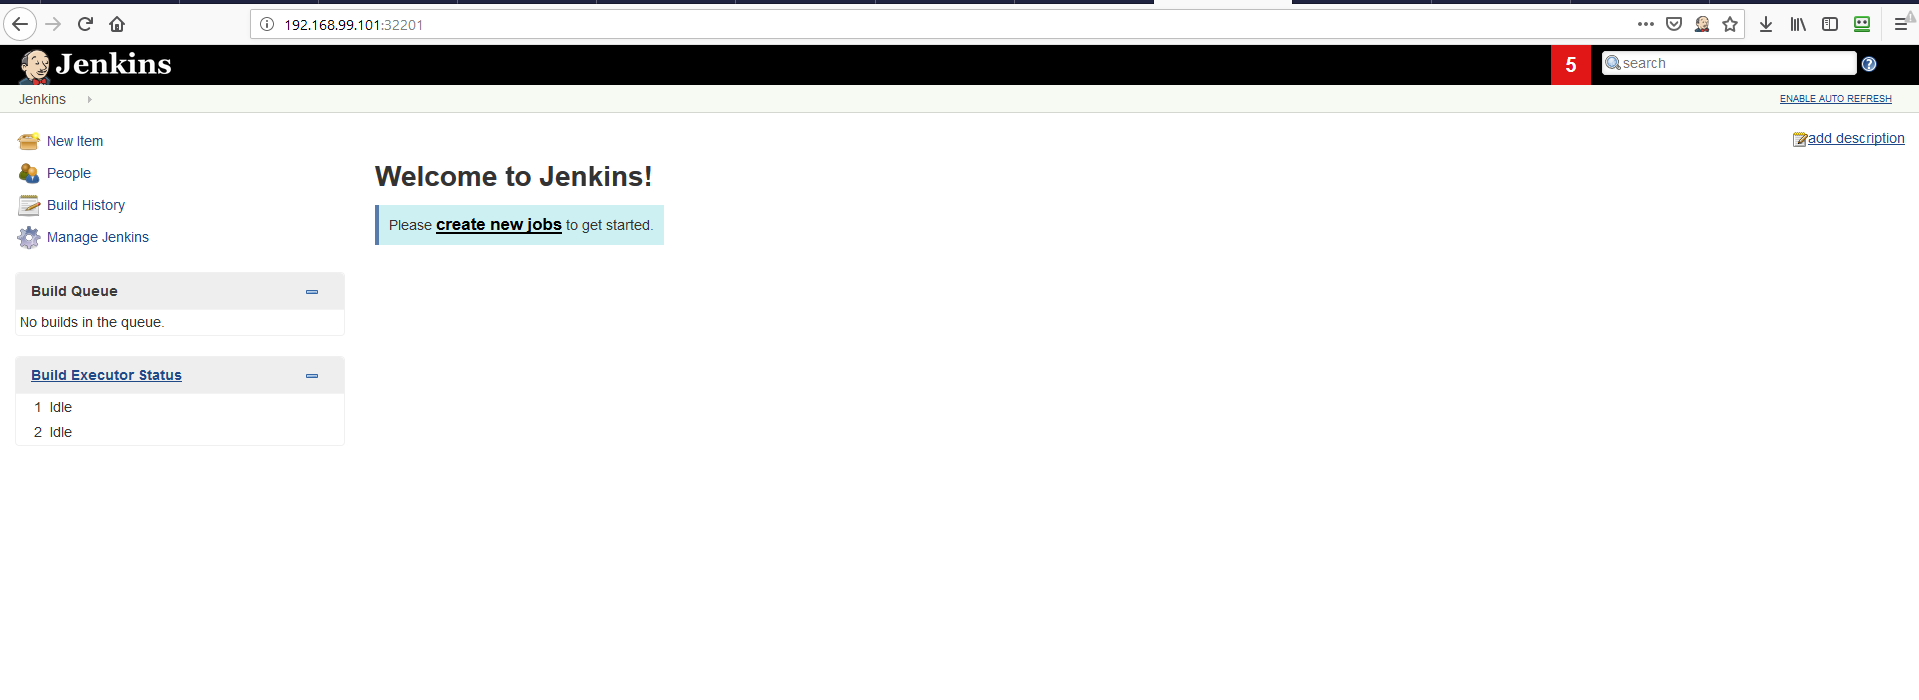 192.168.99.101:32201
Jenkins
5
search
Jenkins
ENABLE AUTO REFRESH
New Item
People
Build History
Manage Jenkins
add description
Welcome to Jenkins!
Please create new jobs to get started.
Build Queue
No builds in the queue.
Build Executor Status
1 Idle
2 Idle